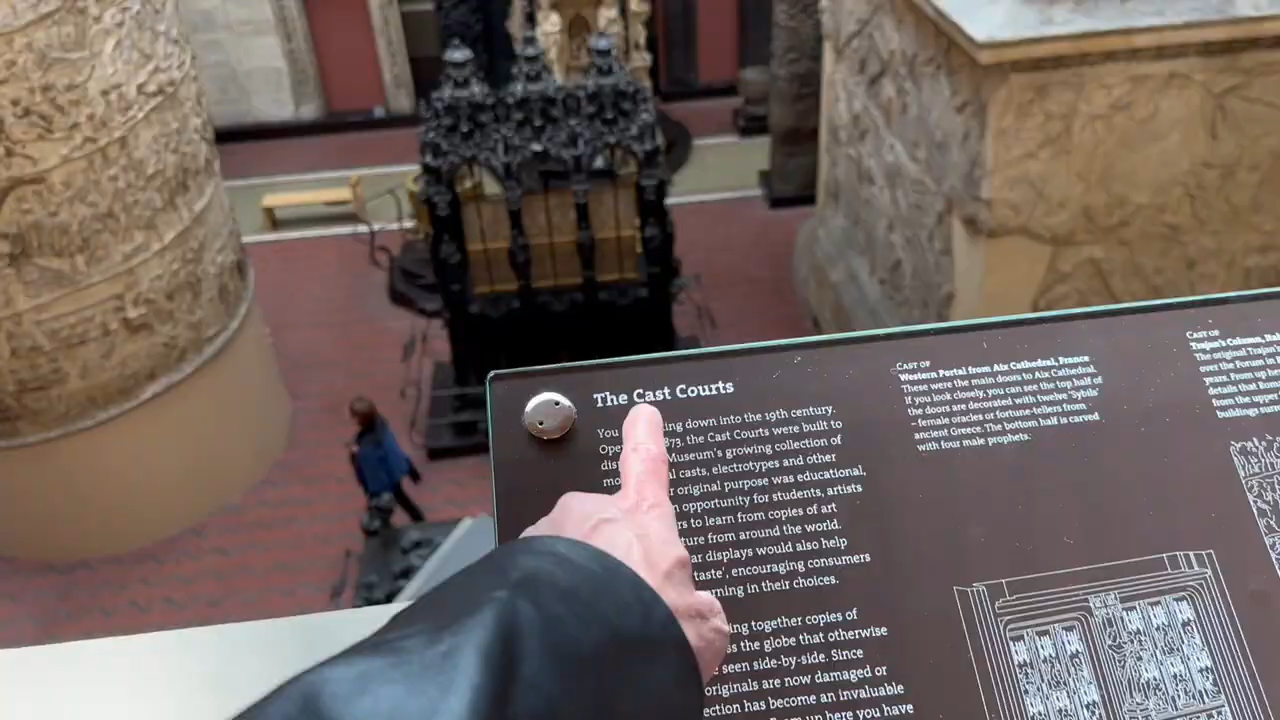 The Cast Courts
You ing down into the 19th century.
Ope 873, the Cast Courts were built to
disp Museum's growing collection of
mo l casts, electrotypes and other
r original purpose was educational,
n opportunity for students, artists
rs to learn from copies of art
ture from around the world.
ar displays would also help
taste', encouraging consumers
rning in their choices.
ing together copies of
ss the globe that otherwise
e seen side-by-side. Since
originals are now damaged or
ection has become an invaluable
From up here you have
CAST OF
Western Portal from Aix Cathedral, France
These were the main doors to Aix Cathedral.
If you look closely, you can see the top half of
the doors are decorated with twelve 'Sybils'
– female oracles or fortune-tellers from
ancient Greece. The bottom half is carved
with four male prophets.
CAST OF
Trajan's Column,
The original Trajan'
over the Forum in
years. From up he
details that Rom
from the upper
buildings sur